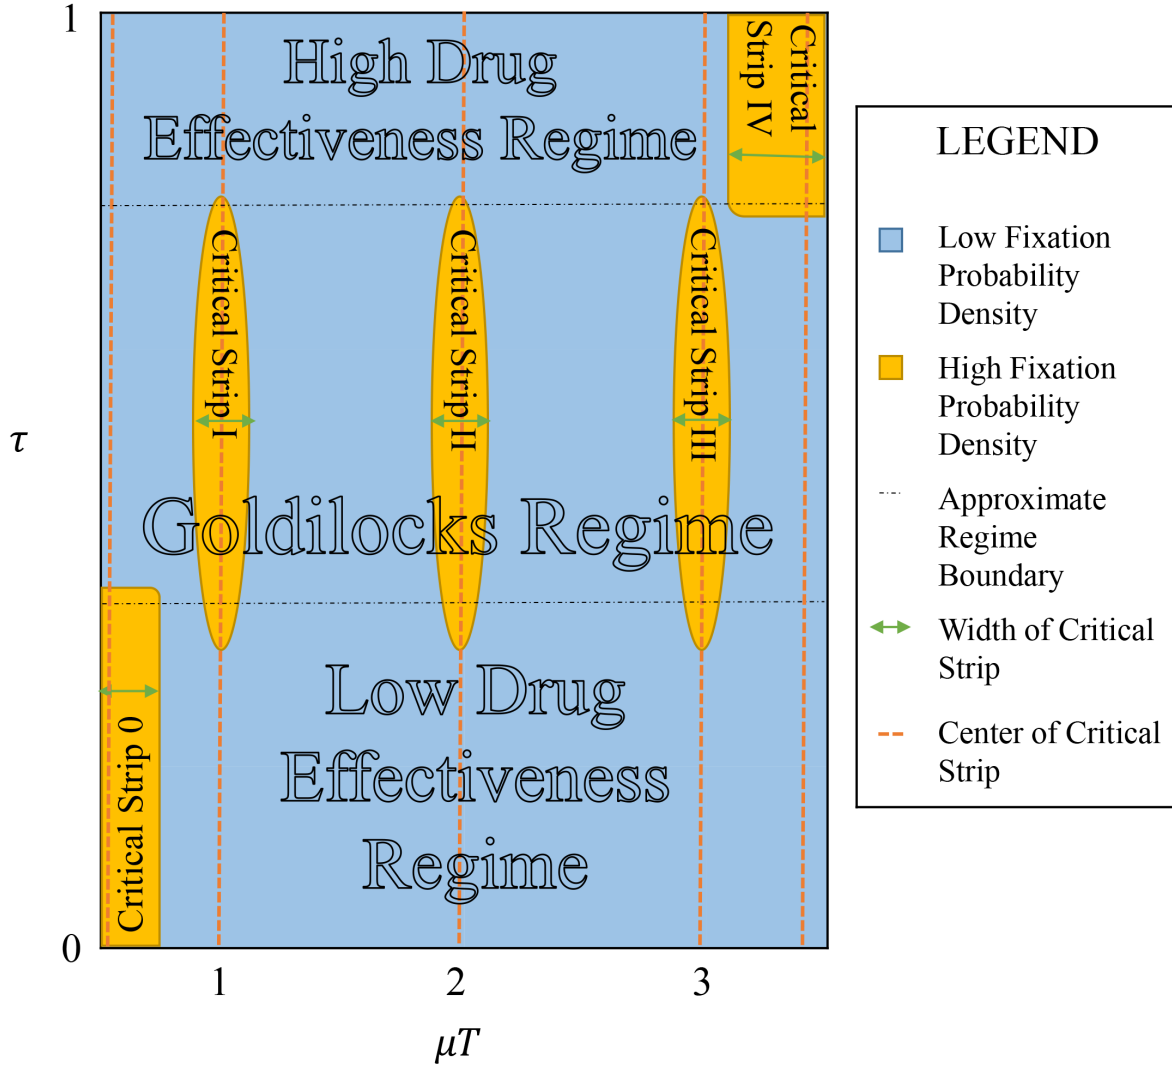 1
High Drug
Effectiveness Regime
Critical
Strip IV
Critical Strip I
Critical Strip II
Critical Strip III
τ
Goldilocks Regime
Low Drug
Effectiveness
Regime
Critical Strip 0
0
1
2
3
μT
LEGEND
Low Fixation
Probability
Density
High Fixation
Probability
Density
Approximate
Regime
Boundary
Width of Critical
Strip
Center of Critical
Strip